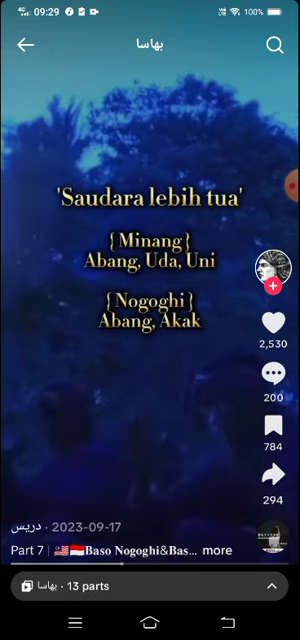 4G 09:29 100%
بهاسا
'Saudara lebih tua'
{ Minang }
Abang, Uda, Uni
{ Nogoghi }
Abang, Akak
2,530
200
784
294
دريس · 2023-09-17
Part 7 | 🇲🇾🇮🇩𝐁𝐚𝐬𝐨 𝐍𝐨𝐠𝐨𝐠𝐡𝐢&𝐁𝐚𝐬... more
بهاسا · 13 parts